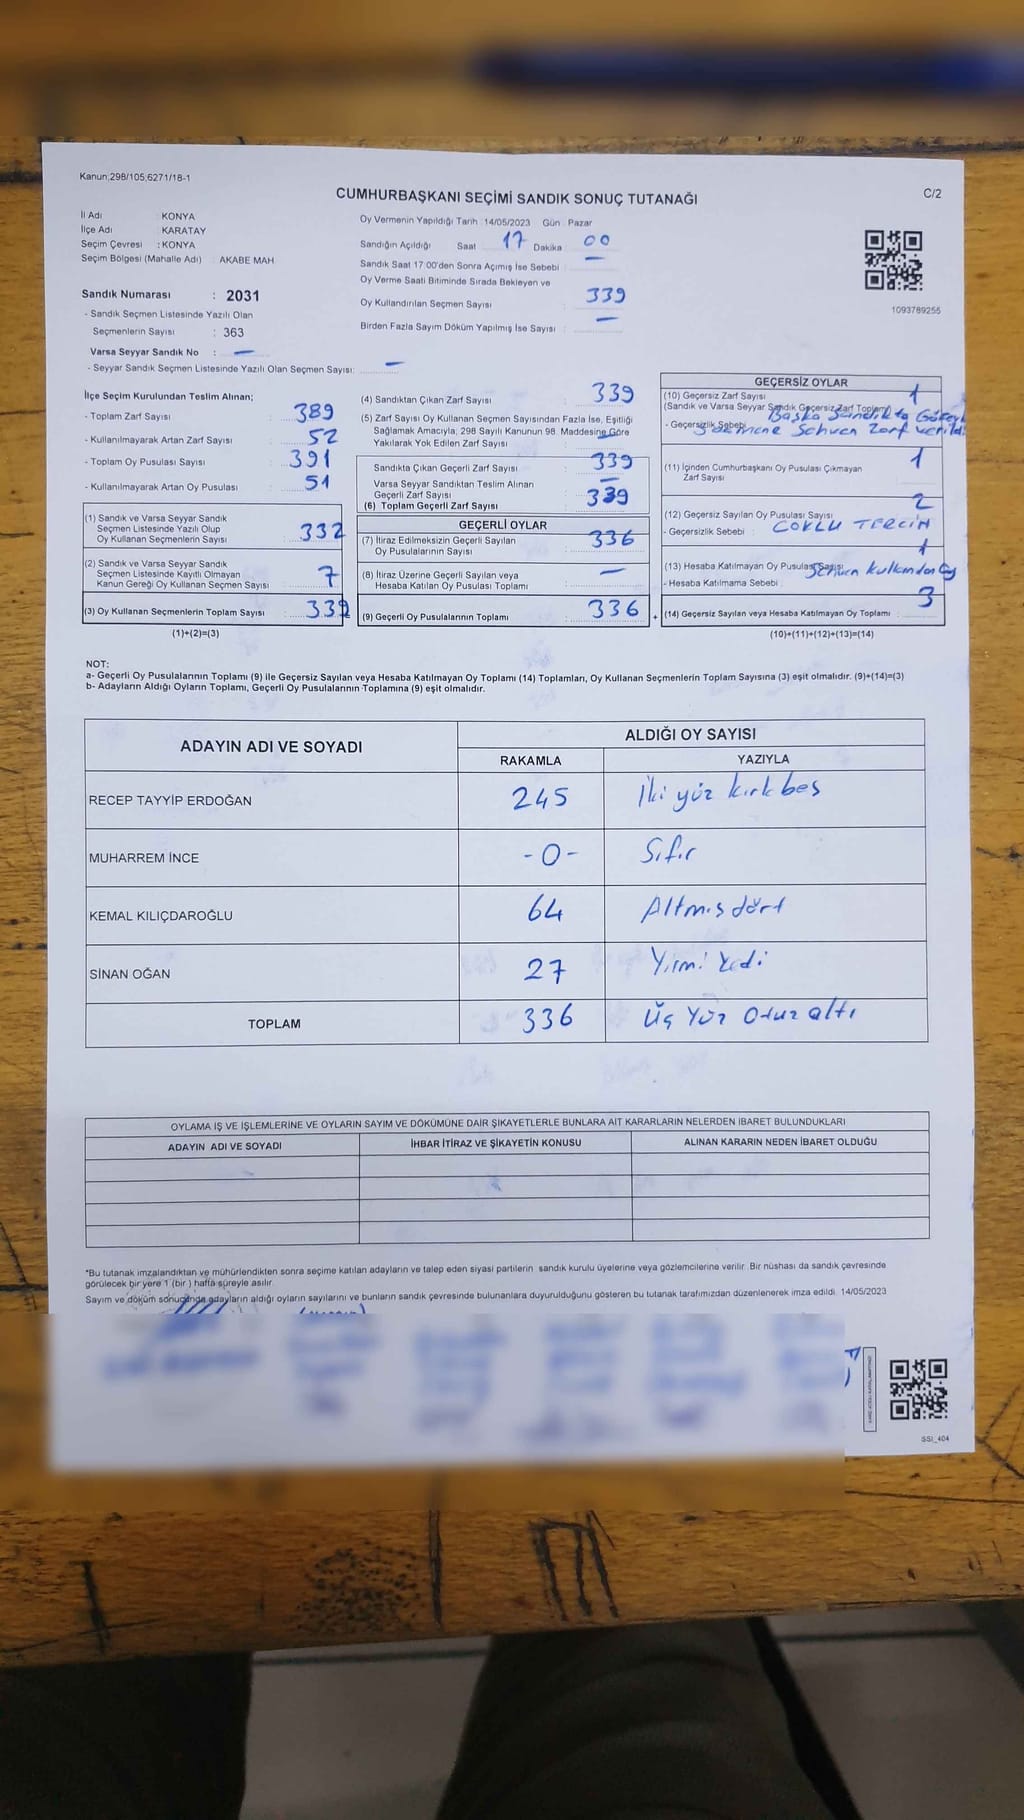 Kanun;298/105,6271/18-1
CUMHURBAŞKANI SEÇİMİ SANDIK SONUÇ TUTANAĞI
C/2
İl Adı : KONYA
İlçe Adı : KARATAY
Seçim Çevresi : KONYA
Seçim Bölgesi (Mahalle Adı) : AKABE MAH
Sandık Numarası : 2031
- Sandık Seçmen Listesinde Yazılı Olan
Seçmenlerin Sayısı : 363
Varsa Seyyar Sandık No : —
- Seyyar Sandık Seçmen Listesinde Yazılı Olan Seçmen Sayısı: —
Oy Vermenin Yapıldığı Tarih :14/05/2023 Gün : Pazar
Sandığın Açıldığı Saat 17 Dakika 00
Sandık Saat 17:00'den Sonra Açımış İse Sebebi : —
Oy Verme Saati Bitiminde Sırada Bekleyen ve
Oy Kullandırılan Seçmen Sayısı : 339
Birden Fazla Sayım Döküm Yapılmış İse Sayısı : —
1093789255
İlçe Seçim Kurulundan Teslim Alınan;
- Toplam Zarf Sayısı : 389
- Kullanılmayarak Artan Zarf Sayısı : 52
- Toplam Oy Pusulası Sayısı : 391
- Kullanılmayarak Artan Oy Pusulası : 51
(1) Sandık ve Varsa Seyyar Sandık
Seçmen Listesinde Yazılı Olup
Oy Kullanan Seçmenlerin Sayısı : 332
(2) Sandık ve Varsa Seyyar Sandık
Seçmen Listesinde Kayıtlı Olmayan
Kanun Gereği Oy Kullanan Seçmen Sayısı : 7
(3) Oy Kullanan Seçmenlerin Toplam Sayısı : 339
(1)+(2)=(3)
(4) Sandıktan Çıkan Zarf Sayısı : 339
(5) Zarf Sayısı Oy Kullanan Seçmen Sayısından Fazla İse, Eşitliği
Sağlamak Amacıyla; 298 Sayılı Kanunun 98. Maddesine Göre
Yakılarak Yok Edilen Zarf Sayısı : —
Sandıkta Çıkan Geçerli Zarf Sayısı : 339
Varsa Seyyar Sandıktan Teslim Alınan
Geçerli Zarf Sayısı : —
(6) Toplam Geçerli Zarf Sayısı : 339
GEÇERLİ OYLAR
(7) İtiraz Edilmeksizin Geçerli Sayılan
Oy Pusulalarının Sayısı : 336
(8) İtiraz Üzerine Geçerli Sayılan veya
Hesaba Katılan Oy Pusulası Toplamı : —
(9) Geçerli Oy Pusulalarının Toplamı : 336
+
GEÇERSİZ OYLAR
(10) Geçersiz Zarf Sayısı 1
(Sandık ve Varsa Seyyar Sandık Geçersiz Zarf Toplamı)
- Geçersizlik Sebebi : Başka Sandıkta Görevli
Seçmene Sehven Zarf verildi
(11) İçinden Cumhurbaşkanı Oy Pusulası Çıkmayan
Zarf Sayısı : 1
(12) Geçersiz Sayılan Oy Pusulası Sayısı : 2
- Geçersizlik Sebebi : ÇOKLU TERCİH
(13) Hesaba Katılmayan Oy Pusulası Sayısı : 1
- Hesaba Katılmama Sebebi : Sehven kullanılan oy
(14) Geçersiz Sayılan veya Hesaba Katılmayan Oy Toplamı : 3
(10)+(11)+(12)+(13)=(14)
NOT:
a- Geçerli Oy Pusulalarının Toplamı (9) ile Geçersiz Sayılan veya Hesaba Katılmayan Oy Toplamı (14) Toplamları, Oy Kullanan Seçmenlerin Toplam Sayısına (3) eşit olmalıdır. (9)+(14)=(3)
b- Adayların Aldığı Oyların Toplamı, Geçerli Oy Pusulalarının Toplamına (9) eşit olmalıdır.
ADAYIN ADI VE SOYADI
ALDIĞI OY SAYISI
RAKAMLA YAZIYLA
RECEP TAYYİP ERDOĞAN 245 İki yüz kırk beş
MUHARREM İNCE -0- Sıfır
KEMAL KILIÇDAROĞLU 64 Altmış dört
SİNAN OĞAN 27 Yirmi Yedi
TOPLAM 336 Üç Yüz Otuz altı
OYLAMA İŞ VE İŞLEMLERİNE VE OYLARIN SAYIM VE DÖKÜMÜNE DAİR ŞİKAYETLERLE BUNLARA AİT KARARLARIN NELERDEN İBARET BULUNDUKLARI
ADAYIN ADI VE SOYADI İHBAR İTİRAZ VE ŞİKAYETİN KONUSU ALINAN KARARIN NEDEN İBARET OLDUĞU
*Bu tutanak imzalandıktan ve mühürlendikten sonra seçime katılan adayların ve talep eden siyasi partilerin sandık kurulu üyelerine veya gözlemcilerine verilir. Bir nüshası da sandık çevresinde
görülecek bir yere 1 (bir ) hafta süreyle asılır.
Sayım ve döküm sonucunda adayların aldığı oyların sayılarını ve bunların sandık çevresinde bulunanlara duyurulduğunu gösteren bu tutanak tarafımızdan düzenlenerek imza edildi. 14/05/2023
SSI_404